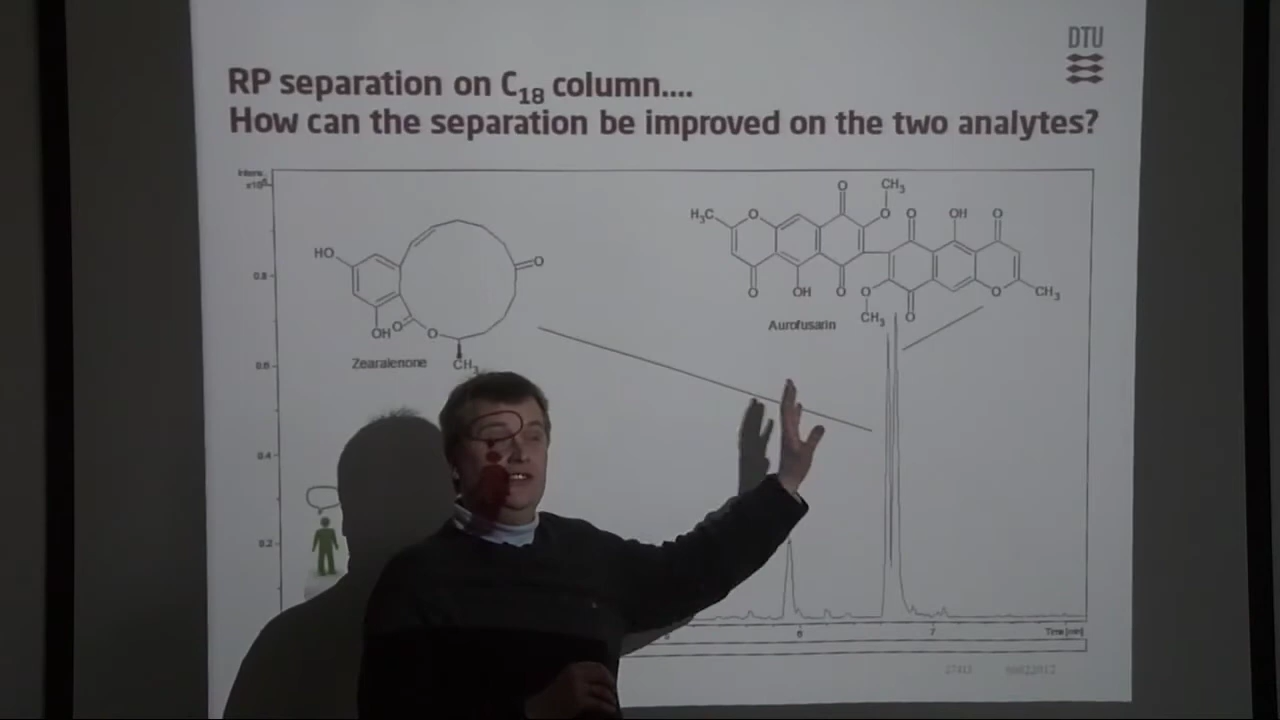 DTU
RP separation on C18 column....
How can the separation be improved on the two analytes?
Intens.
0.8
0.6
0.4
0.2
HO
O
OH
O
O
CH3
Zearalenone
H3C
O
O
CH3
O
O
OH
O
O
OH
O
O
CH3
O
O
CH3
Aurofusarin
6
7
Time [min]